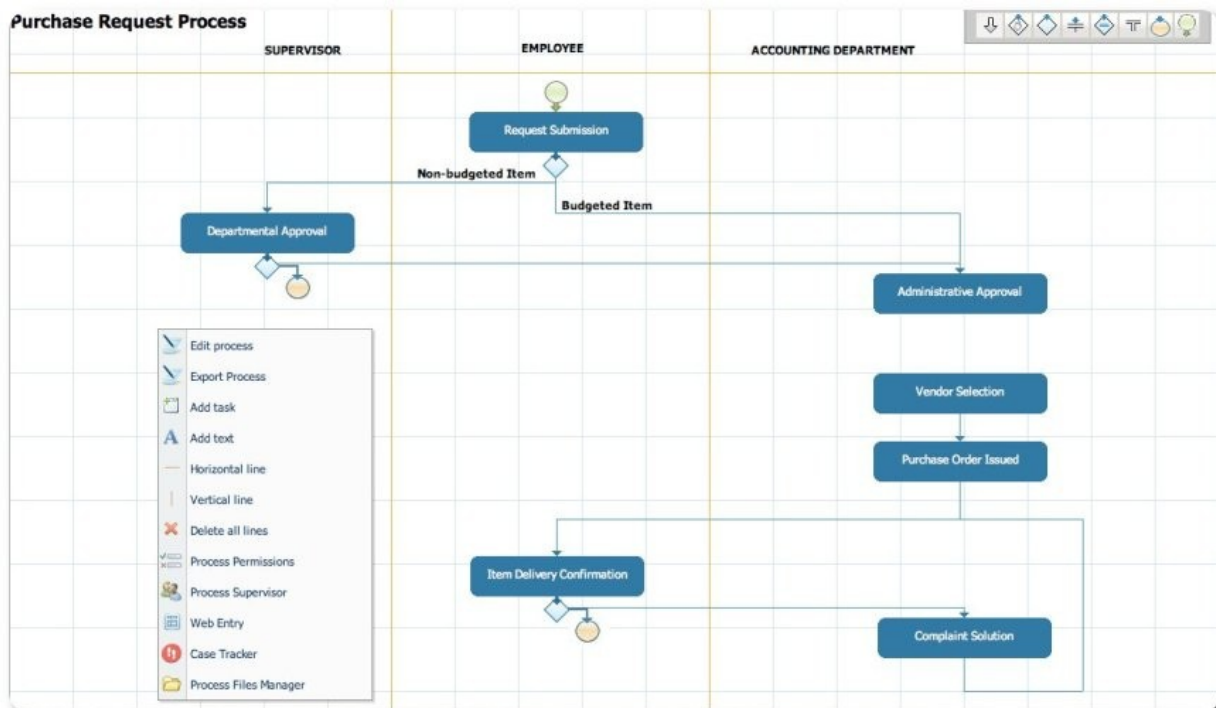 Purchase Request Process
SUPERVISOR
EMPLOYEE
ACCOUNTING DEPARTMENT
Request Submission
Non-budgeted Item
Budgeted Item
Departmental Approval
Administrative Approval
Edit process
Export Process
Add task
Add text
Horizontal line
Vertical line
Delete all lines
Process Permissions
Process Supervisor
Web Entry
Case Tracker
Process Files Manager
Vendor Selection
Purchase Order Issued
Item Delivery Confirmation
Complaint Solution